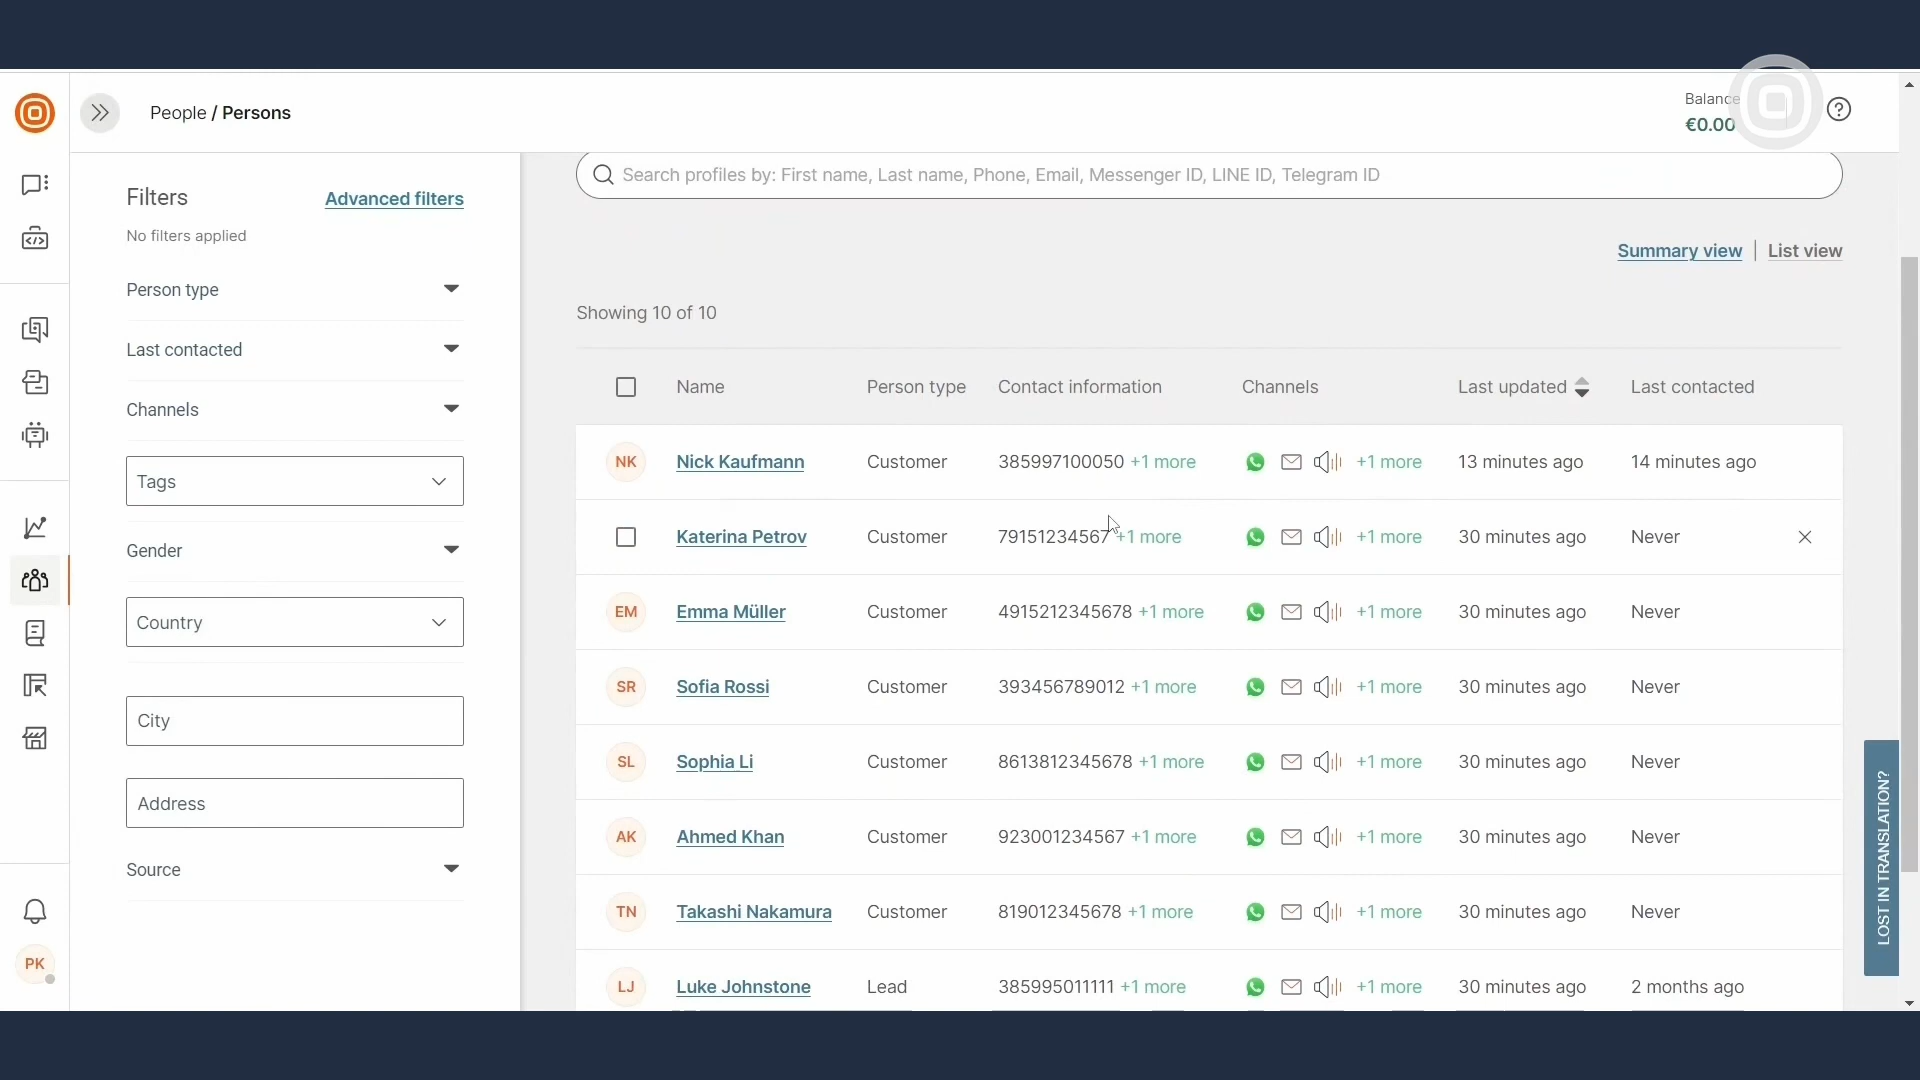 People / Persons
Balance
€0.00
Filters
Advanced filters
No filters applied
Person type
Last contacted
Channels
Tags
Gender
Country
City
Address
Source
PK
Search profiles by: First name, Last name, Phone, Email, Messenger ID, LINE ID, Telegram ID
Summary view | List view
Showing 10 of 10
Name Person type Contact information Channels Last updated Last contacted
NK Nick Kaufmann Customer 385997100050 +1 more +1 more 13 minutes ago 14 minutes ago
Katerina Petrov Customer 79151234567 +1 more +1 more 30 minutes ago Never
EM Emma Müller Customer 4915212345678 +1 more +1 more 30 minutes ago Never
SR Sofia Rossi Customer 393456789012 +1 more +1 more 30 minutes ago Never
SL Sophia Li Customer 8613812345678 +1 more +1 more 30 minutes ago Never
AK Ahmed Khan Customer 923001234567 +1 more +1 more 30 minutes ago Never
TN Takashi Nakamura Customer 819012345678 +1 more +1 more 30 minutes ago Never
LJ Luke Johnstone Lead 385995011111 +1 more +1 more 30 minutes ago 2 months ago
LOST IN TRANSLATION?